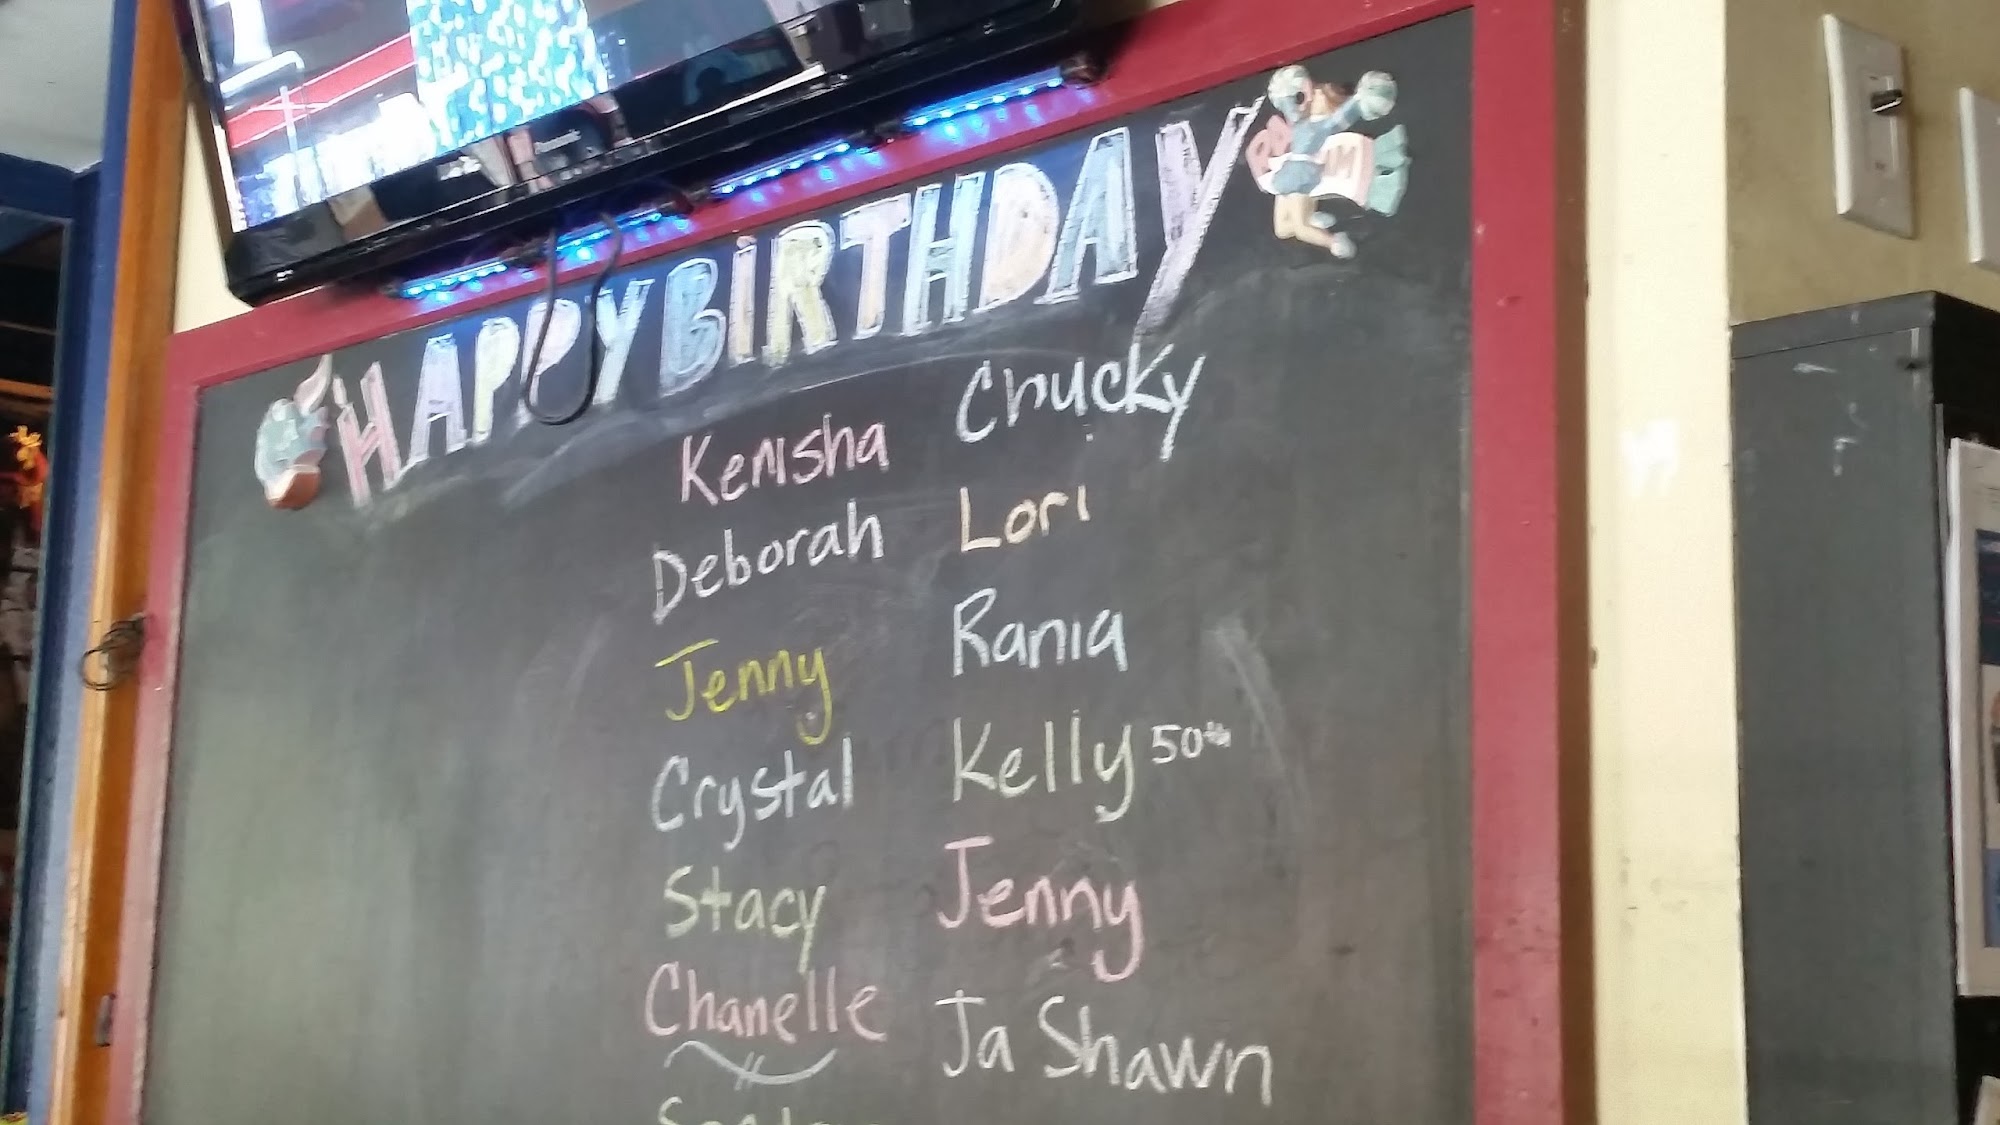 HAPPY BIRTHDAY
Kenisha
Deborah
Jenny
Crystal
Stacy
Chanelle
Chucky
Lori
Rania
Kelly 50th
Jenny
Ja Shawn